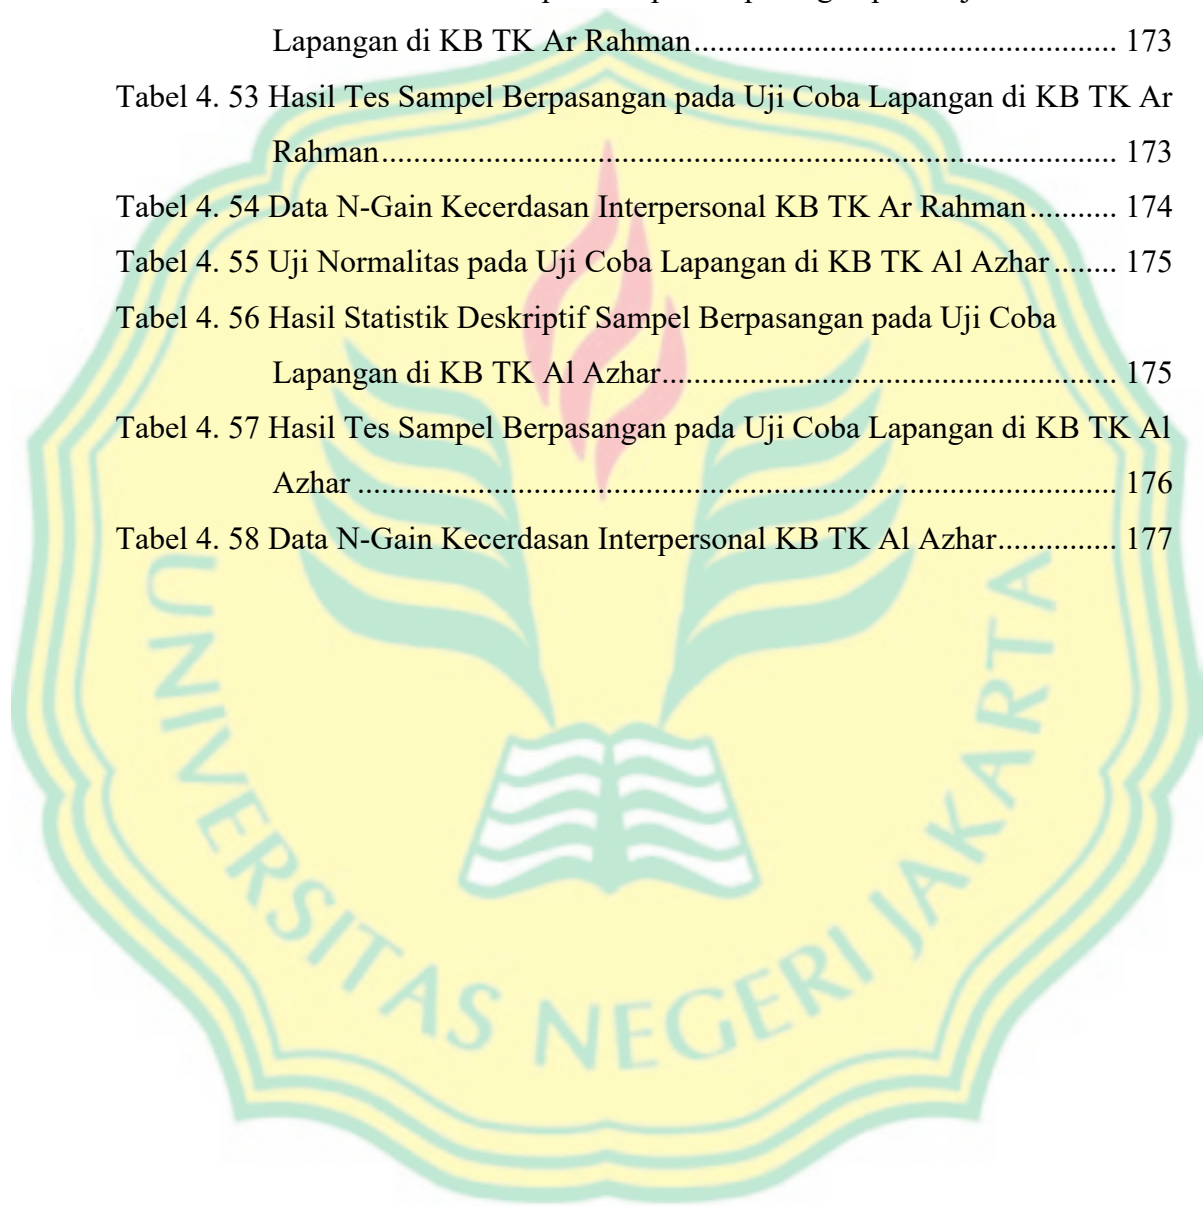 Lapangan di KB TK Ar Rahman..................................................... 173
Tabel 4. 53 Hasil Tes Sampel Berpasangan pada Uji Coba Lapangan di KB TK Ar
Rahman............................................................................................ 173
Tabel 4. 54 Data N-Gain Kecerdasan Interpersonal KB TK Ar Rahman........... 174
Tabel 4. 55 Uji Normalitas pada Uji Coba Lapangan di KB TK Al Azhar........ 175
Tabel 4. 56 Hasil Statistik Deskriptif Sampel Berpasangan pada Uji Coba
Lapangan di KB TK Al Azhar......................................................... 175
Tabel 4. 57 Hasil Tes Sampel Berpasangan pada Uji Coba Lapangan di KB TK Al
Azhar ............................................................................................... 176
Tabel 4. 58 Data N-Gain Kecerdasan Interpersonal KB TK Al Azhar............... 177
UNIVERSITAS NEGERI JAKARTA